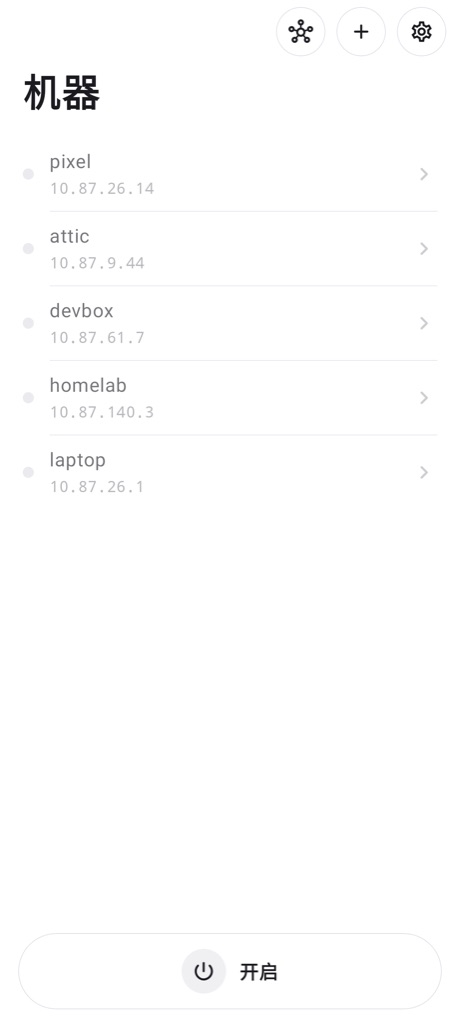 机器
pixel
10.87.26.14
attic
10.87.9.44
devbox
10.87.61.7
homelab
10.87.140.3
laptop
10.87.26.1
开启